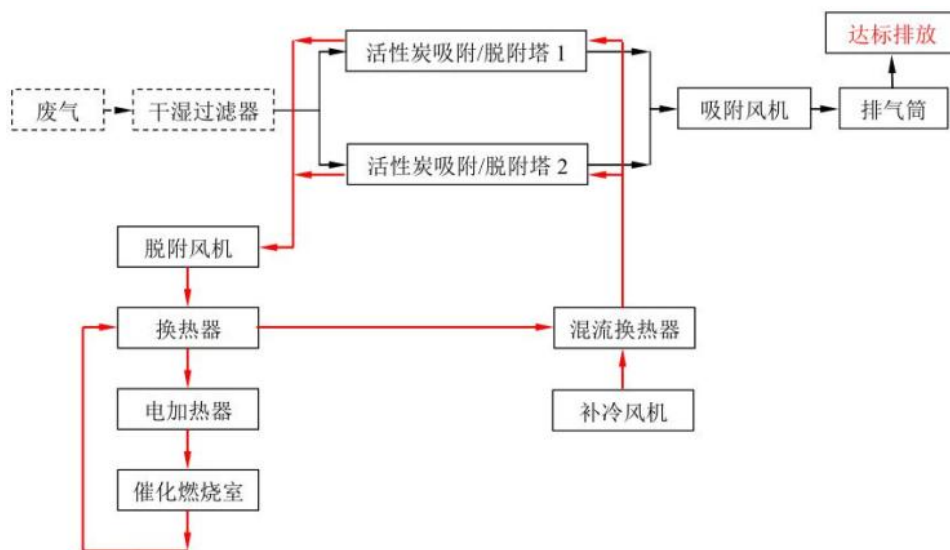 达标排放
活性炭吸附/脱附塔 1
废气
干湿过滤器
吸附风机
排气筒
活性炭吸附/脱附塔 2
脱附风机
换热器
混流换热器
电加热器
补冷风机
催化燃烧室